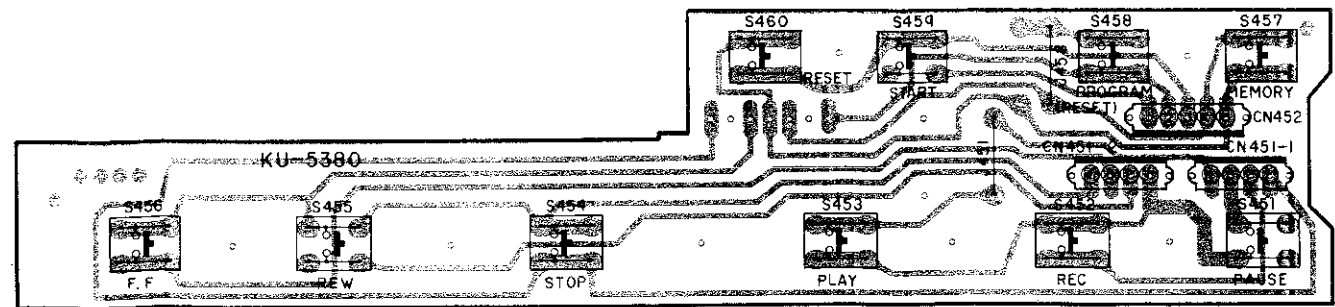 S460 S459 S458 S457
RESET START PROGRAM MEMORY
(RESET)
CN452
KU-5380
CN451-2 CN451-1
S456 S455 S454 S453 S452 S451
F.F REW STOP PLAY REC PAUSE